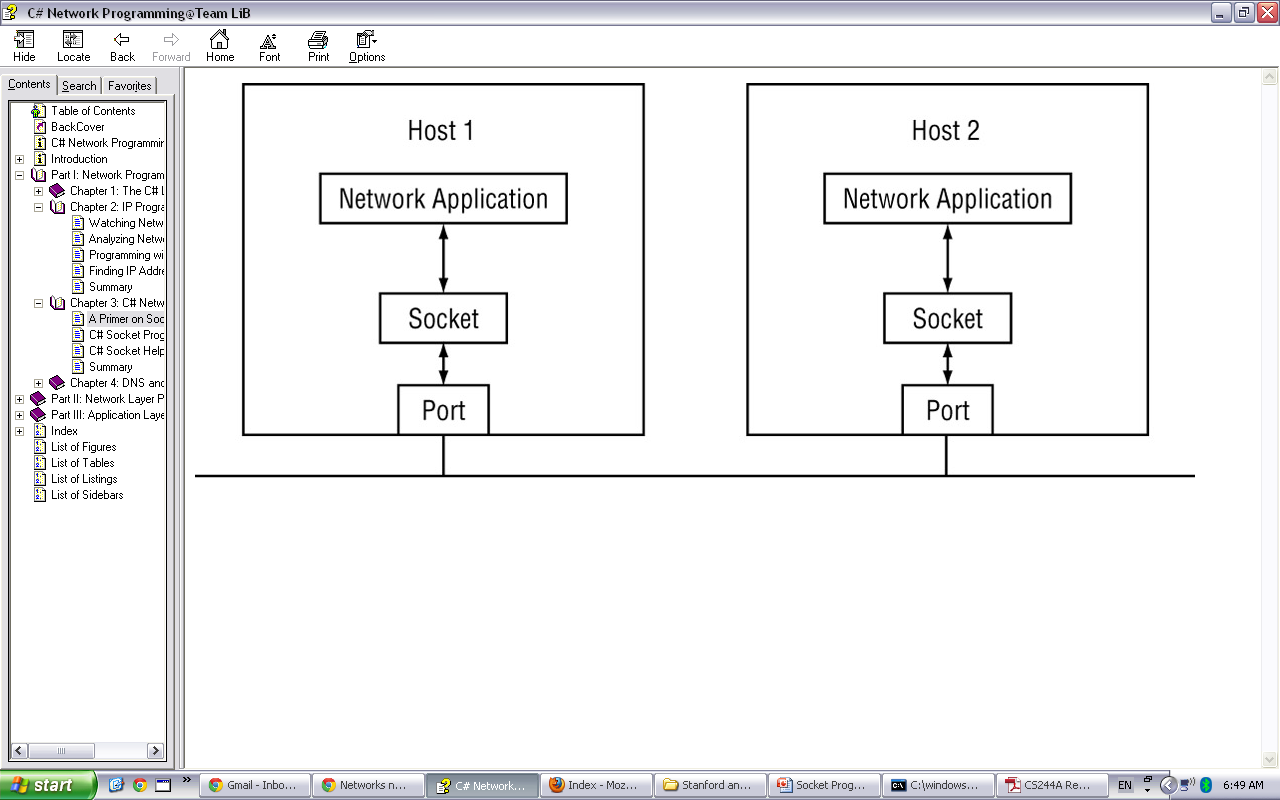 C# Network Programming@Team LiB
Hide Locate Back Forward Home Font Print Options
Contents Search Favorites
Table of Contents
BackCover
C# Network Programmin
Introduction
Part I: Network Program
Chapter 1: The C# L
Chapter 2: IP Progra
Watching Netw
Analyzing Netw
Programming wi
Finding IP Addre
Summary
Chapter 3: C# Netw
A Primer on Soc
C# Socket Prog
C# Socket Help
Summary
Chapter 4: DNS and
Part II: Network Layer P
Part III: Application Laye
Index
List of Figures
List of Tables
List of Listings
List of Sidebars
Host 1
Network Application
Socket
Port
Host 2
Network Application
Socket
Port
start
Gmail - Inbo...
Networks n...
C# Network...
Index - Moz...
Stanford an...
Socket Prog...
C:\windows...
CS244A Re...
EN
6:49 AM